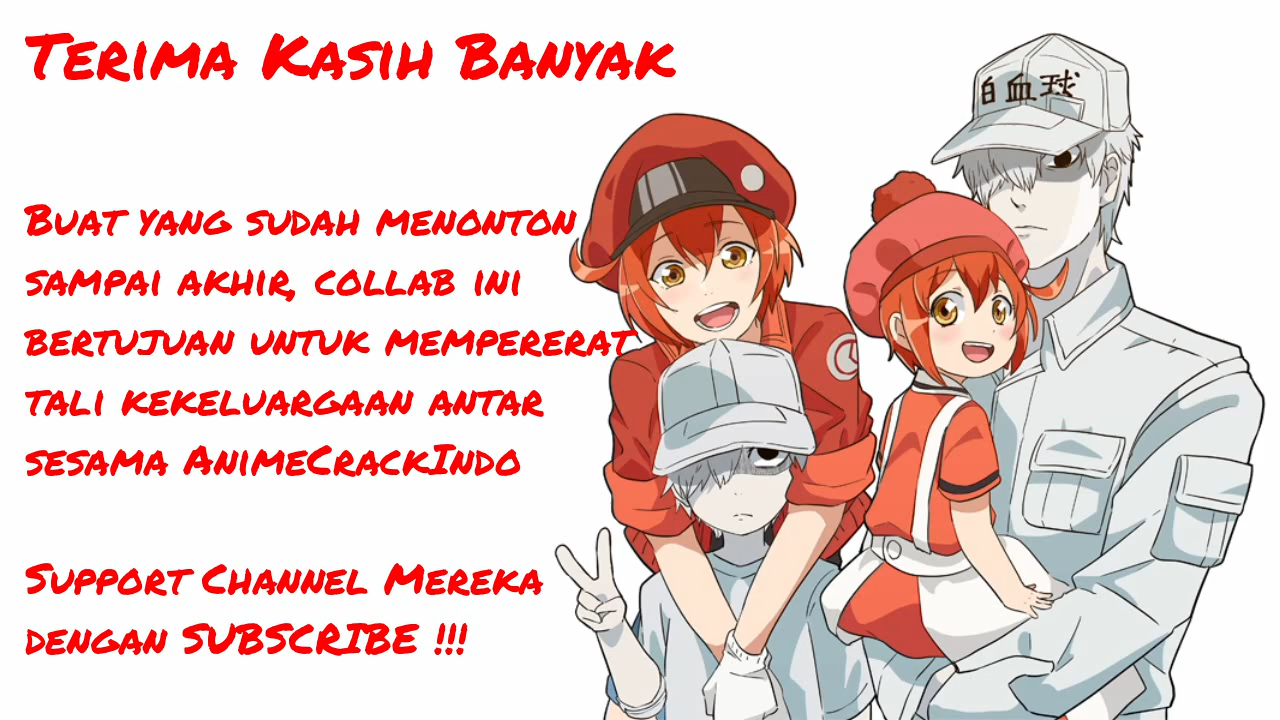 Terima Kasih Banyak
白血球
Buat yang sudah menonton
sampai akhir, collab ini
bertujuan untuk mempererat
tali kekeluargaan antar
sesama AnimeCrackIndo
Support Channel Mereka
dengan SUBSCRIBE !!!